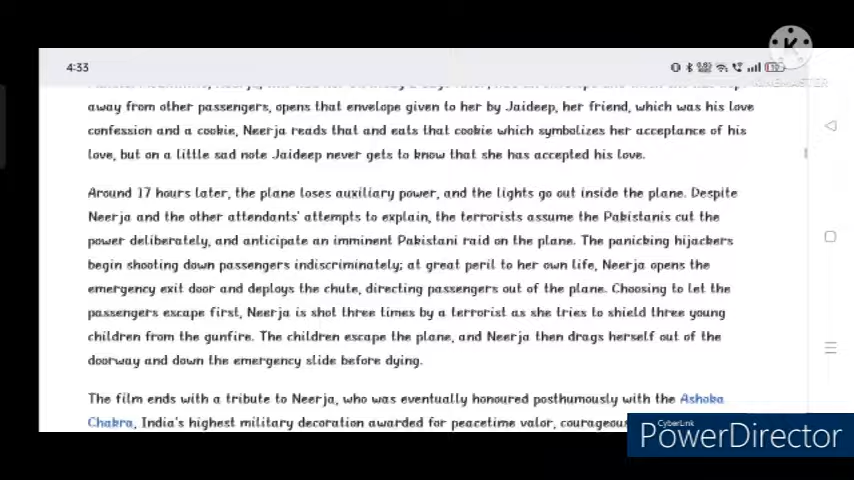 4:33
KINEMASTER
away from other passengers, opens that envelope given to her by Jaideep, her friend, which was his love
confession and a cookie, Neerja reads that and eats that cookie which symbolizes her acceptance of his
love, but on a little sad note Jaideep never gets to know that she has accepted his love.
Around 17 hours later, the plane loses auxiliary power, and the lights go out inside the plane. Despite
Neerja and the other attendants' attempts to explain, the terrorists assume the Pakistanis cut the
power deliberately, and anticipate an imminent Pakistani raid on the plane. The panicking hijackers
begin shooting down passengers indiscriminately; at great peril to her own life, Neerja opens the
emergency exit door and deploys the chute, directing passengers out of the plane. Choosing to let the
passengers escape first, Neerja is shot three times by a terrorist as she tries to shield three young
children from the gunfire. The children escape the plane, and Neerja then drags herself out of the
doorway and down the emergency slide before dying.
The film ends with a tribute to Neerja, who was eventually honoured posthumously with the Ashoka
Chakra, India's highest military decoration awarded for peacetime valor,
CyberLink
PowerDirector